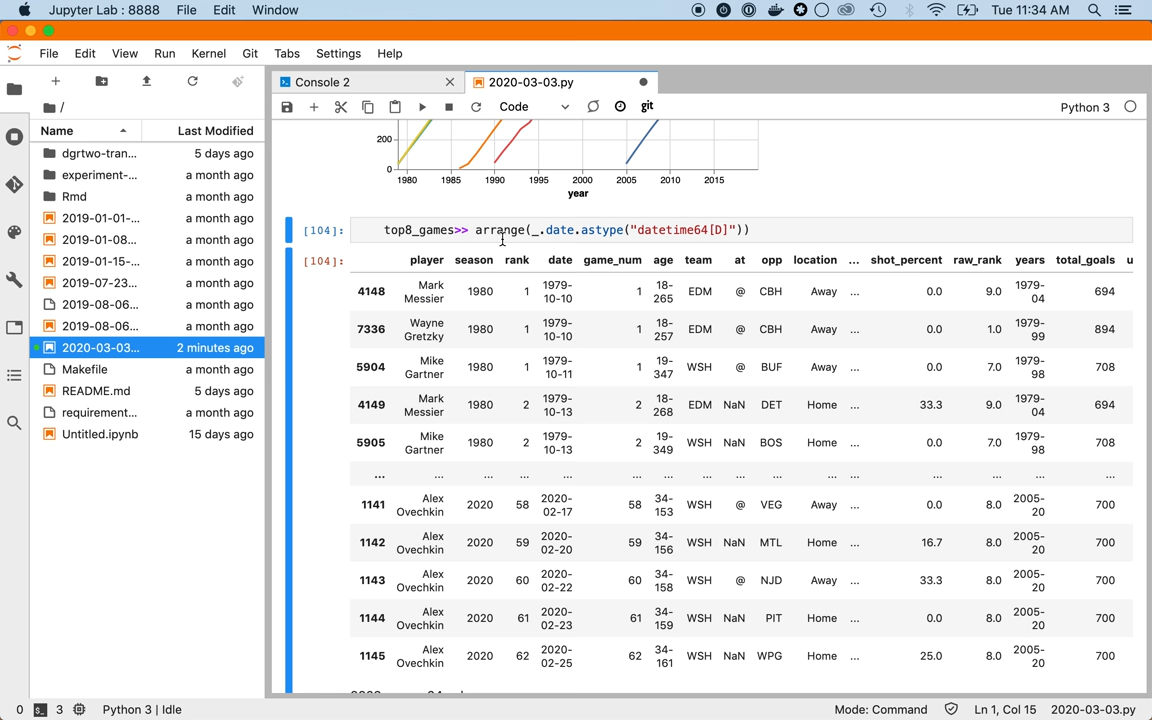 Jupyter Lab : 8888 File Edit Window Tue 11:34 AM
File Edit View Run Kernel Git Tabs Settings Help
Console 2 2020-03-03.py
Code git Python 3
/
Name Last Modified
dgrtwo-tran... 5 days ago
experiment-... a month ago
Rmd a month ago
2019-01-01-... a month ago
2019-01-08... a month ago
2019-01-15-... a month ago
2019-07-23... a month ago
2019-08-06... a month ago
2019-08-06... a month ago
2020-03-03... 2 minutes ago
Makefile a month ago
README.md 5 days ago
requirement... a month ago
Untitled.ipynb 15 days ago
200
0
1980 1985 1990 1995 2000 2005 2010 2015
year
[104]: top8_games>> arrange(_.date.astype("datetime64[D]"))
[104]: player season rank date game_num age team at opp location ... shot_percent raw_rank years total_goals u
4148 Mark Messier 1980 1 1979-10-10 1 18-265 EDM @ CBH Away ... 0.0 9.0 1979-04 694
7336 Wayne Gretzky 1980 1 1979-10-10 1 18-257 EDM @ CBH Away ... 0.0 1.0 1979-99 894
5904 Mike Gartner 1980 1 1979-10-11 1 19-347 WSH @ BUF Away ... 0.0 7.0 1979-98 708
4149 Mark Messier 1980 2 1979-10-13 2 18-268 EDM NaN DET Home ... 33.3 9.0 1979-04 694
5905 Mike Gartner 1980 2 1979-10-13 2 19-349 WSH NaN BOS Home ... 0.0 7.0 1979-98 708
... ... ... ... ... ... ... ... ... ... ... ... ... ... ... ...
1141 Alex Ovechkin 2020 58 2020-02-17 58 34-153 WSH @ VEG Away ... 0.0 8.0 2005-20 700
1142 Alex Ovechkin 2020 59 2020-02-20 59 34-156 WSH NaN MTL Home ... 16.7 8.0 2005-20 700
1143 Alex Ovechkin 2020 60 2020-02-22 60 34-158 WSH @ NJD Away ... 33.3 8.0 2005-20 700
1144 Alex Ovechkin 2020 61 2020-02-23 61 34-159 WSH NaN PIT Home ... 0.0 8.0 2005-20 700
1145 Alex Ovechkin 2020 62 2020-02-25 62 34-161 WSH NaN WPG Home ... 25.0 8.0 2005-20 700
0 3 Python 3 | Idle Mode: Command Ln 1, Col 15 2020-03-03.py